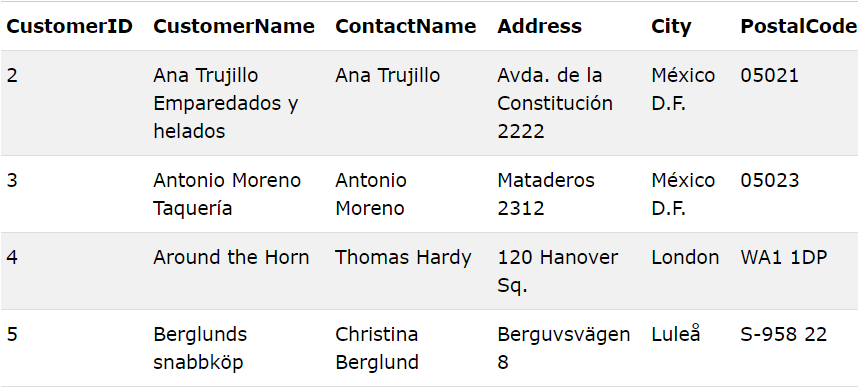 CustomerID CustomerName ContactName Address City PostalCode
2 Ana Trujillo Ana Trujillo Avda. de la México 05021
Emparedados y Constitución D.F.
helados 2222
3 Antonio Moreno Antonio Mataderos México 05023
Taquería Moreno 2312 D.F.
4 Around the Horn Thomas Hardy 120 Hanover London WA1 1DP
Sq.
5 Berglunds Christina Berguvsvägen Luleå S-958 22
snabbköp Berglund 8